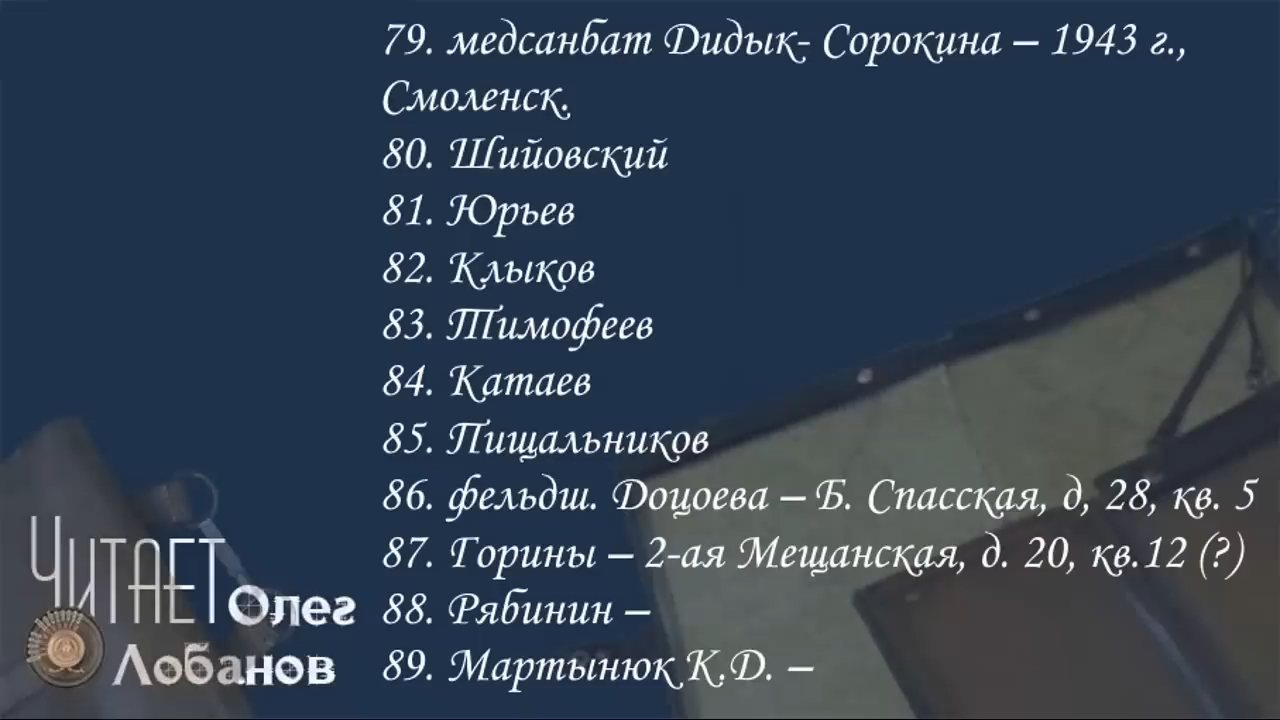 79. медсанбат Дидык- Сорокина – 1943 г.,
Смоленск.
80. Шийовский
81. Юрьев
82. Клыков
83. Тимофеев
84. Катаев
85. Пищальников
86. фельдш. Доцоева – Б. Спасская, д, 28, кв. 5
87. Горины – 2-ая Мещанская, д. 20, кв.12 (?)
88. Рябинин –
89. Мартынюк К.D. –
Читает
Олег
Лобанов